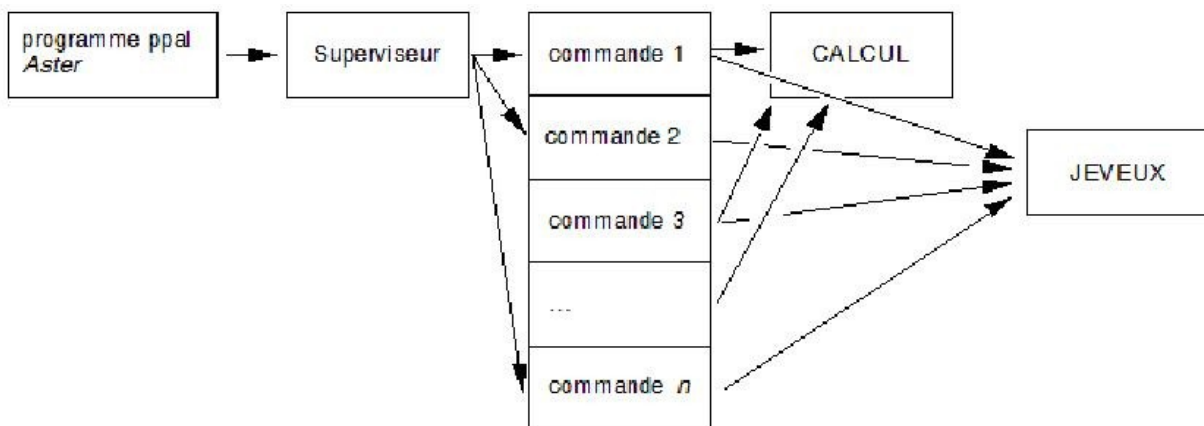 programme ppal
Aster
Superviseur
commande 1
CALCUL
commande 2
JEVEUX
commande 3
...
commande n